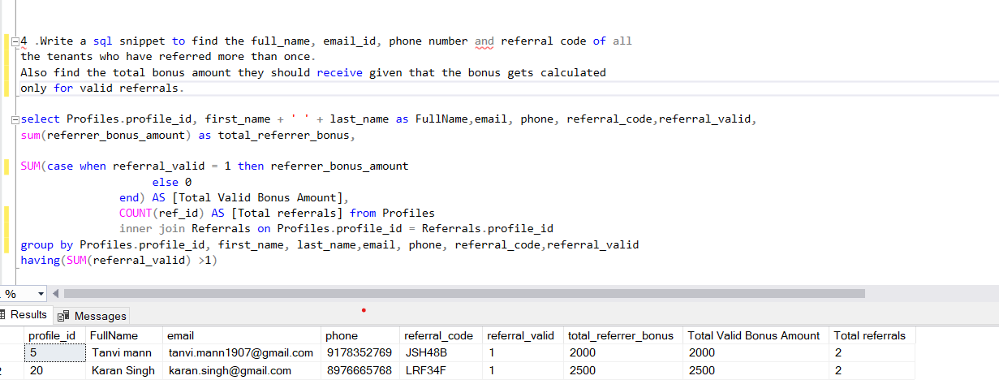 4 .Write a sql snippet to find the full_name, email_id, phone number and referral code of all
the tenants who have referred more than once.
Also find the total bonus amount they should receive given that the bonus gets calculated
only for valid referrals.
select Profiles.profile_id, first_name + ' ' + last_name as FullName,email, phone, referral_code,referral_valid,
sum(referrer_bonus_amount) as total_referrer_bonus,
SUM(case when referral_valid = 1 then referrer_bonus_amount
else 0
end) AS [Total Valid Bonus Amount],
COUNT(ref_id) AS [Total referrals] from Profiles
inner join Referrals on Profiles.profile_id = Referrals.profile_id
group by Profiles.profile_id, first_name, last_name,email, phone, referral_code,referral_valid
having(SUM(referral_valid) >1)
%
Results Messages
profile_id FullName email phone referral_code referral_valid total_referrer_bonus Total Valid Bonus Amount Total referrals
5 Tanvi mann tanvi.mann1907@gmail.com 9178352769 JSH48B 1 2000 2000 2
20 Karan Singh karan.singh@gmail.com 8976665768 LRF34F 1 2500 2500 2